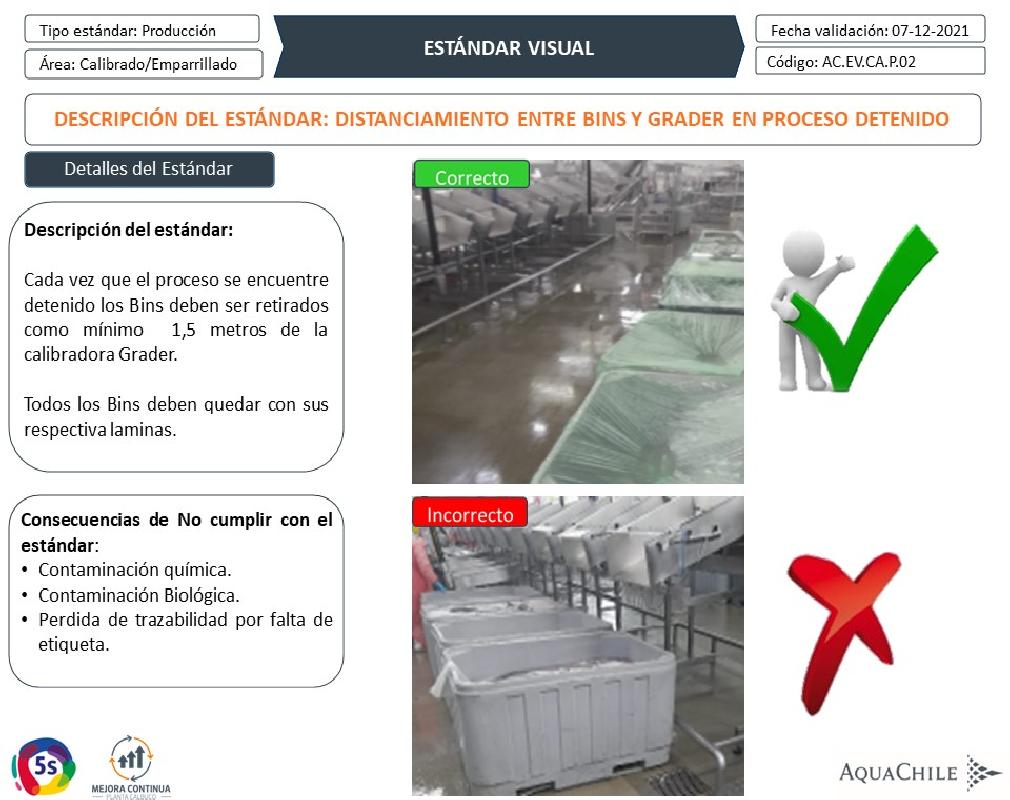 Tipo estándar: Producción
Área: Calibrado/Emparrillado
ESTÁNDAR VISUAL
Fecha validación: 07-12-2021
Código: AC.EV.CA.P.02
DESCRIPCIÓN DEL ESTÁNDAR: DISTANCIAMIENTO ENTRE BINS Y GRADER EN PROCESO DETENIDO
Detalles del Estándar
Descripción del estándar:
Cada vez que el proceso se encuentre
detenido los Bins deben ser retirados
como mínimo 1,5 metros de la
calibradora Grader.
Todos los Bins deben quedar con sus
respectiva laminas.
Consecuencias de No cumplir con el
estándar:
• Contaminación química.
• Contaminación Biológica.
• Perdida de trazabilidad por falta de
etiqueta.
Correcto
Incorrecto
5s
MEJORA CONTINUA
PLANTA CALBUCO
AQUACHILE